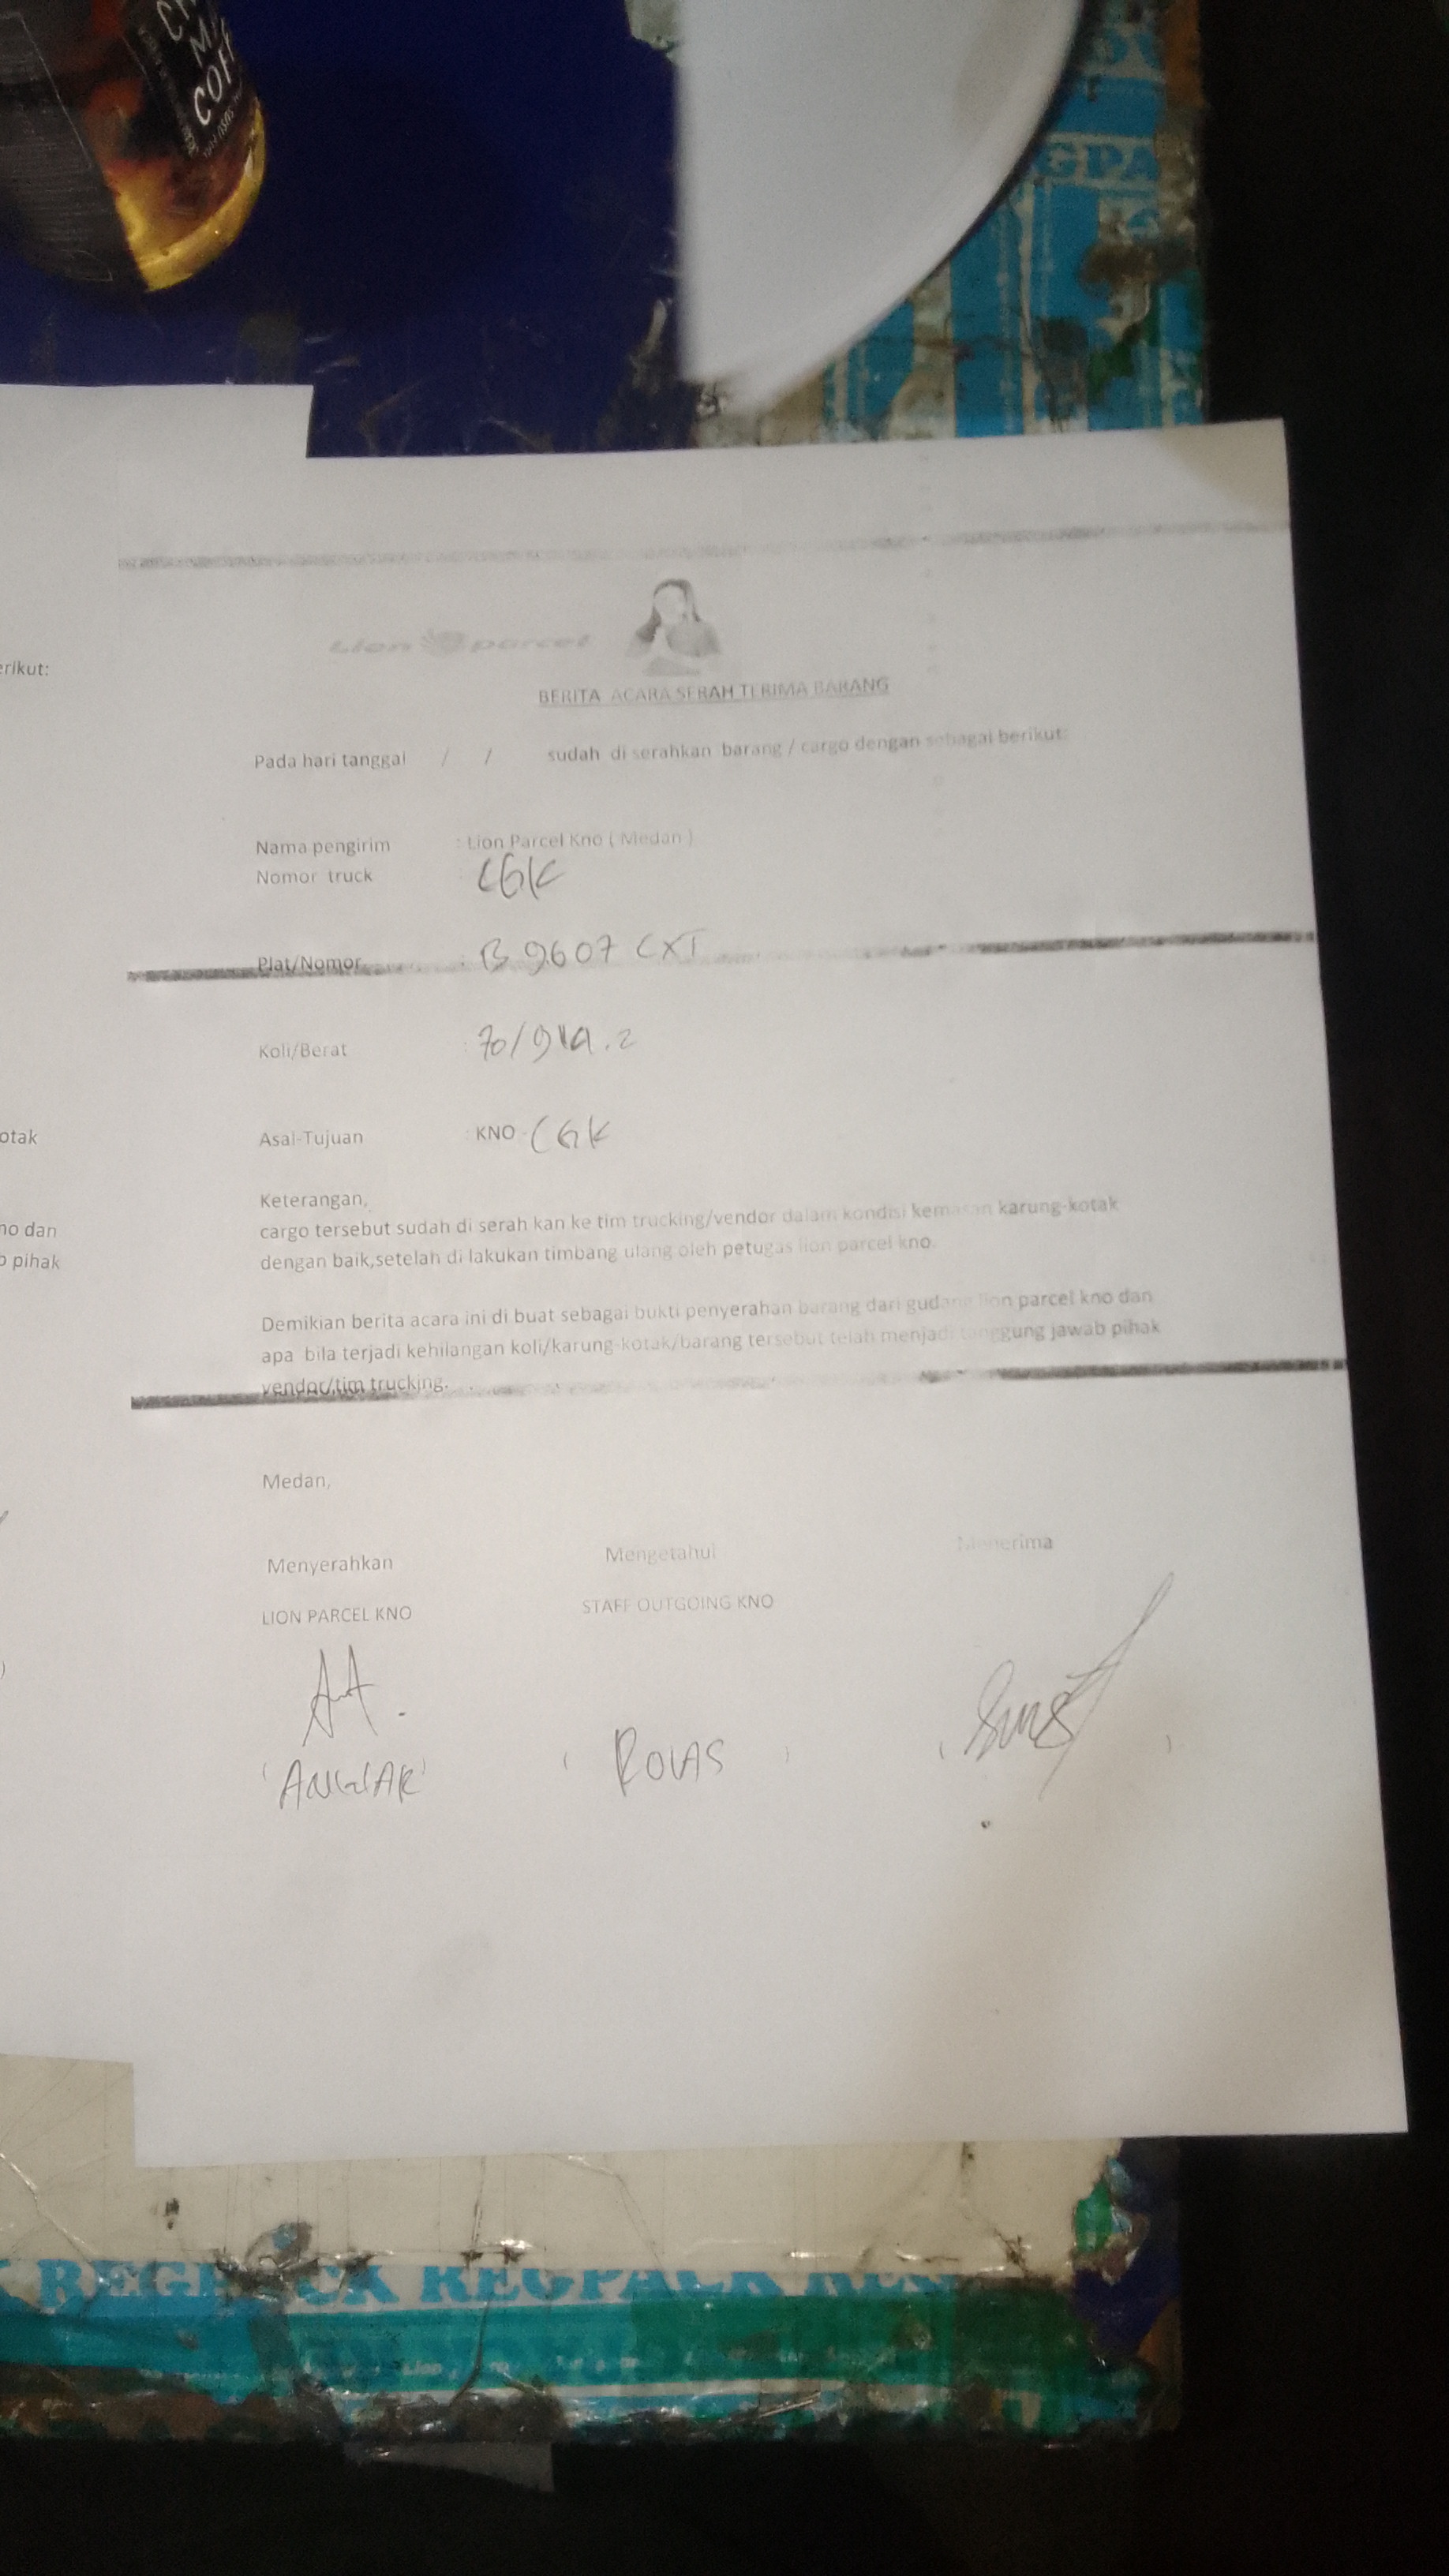 CH
MI
COFF
GPA
erikut:
otak
no dan
pihak
Lion parcel
BERITA ACARA SERAH TERIMA BARANG
Pada hari tanggal / / sudah di serahkan barang / cargo dengan sebagai berikut:
Nama pengirim : Lion Parcel Kno ( Medan )
Nomor truck : CGK
Plat/Nomor : B 9607 CXT
Koli/Berat : 70/
Asal-Tujuan : KNO - CGK
Keterangan,
cargo tersebut sudah di serah kan ke tim trucking/vendor dalam kondisi kemasan karung-kotak
dengan baik,setelah di lakukan timbang ulang oleh petugas lion parcel kno.
Demikian berita acara ini di buat sebagai bukti penyerahan barang dari gudang lion parcel kno dan
apa bila terjadi kehilangan koli/karung-kotak/barang tersebut telah menjadi tanggung jawab pihak
vendor/tim trucking.
Medan,
Menyerahkan Mengetahui Menerima
LION PARCEL KNO STAFF OUTGOING KNO
(ANWAR) ( ) ( )
REGPACK REGPACK REG